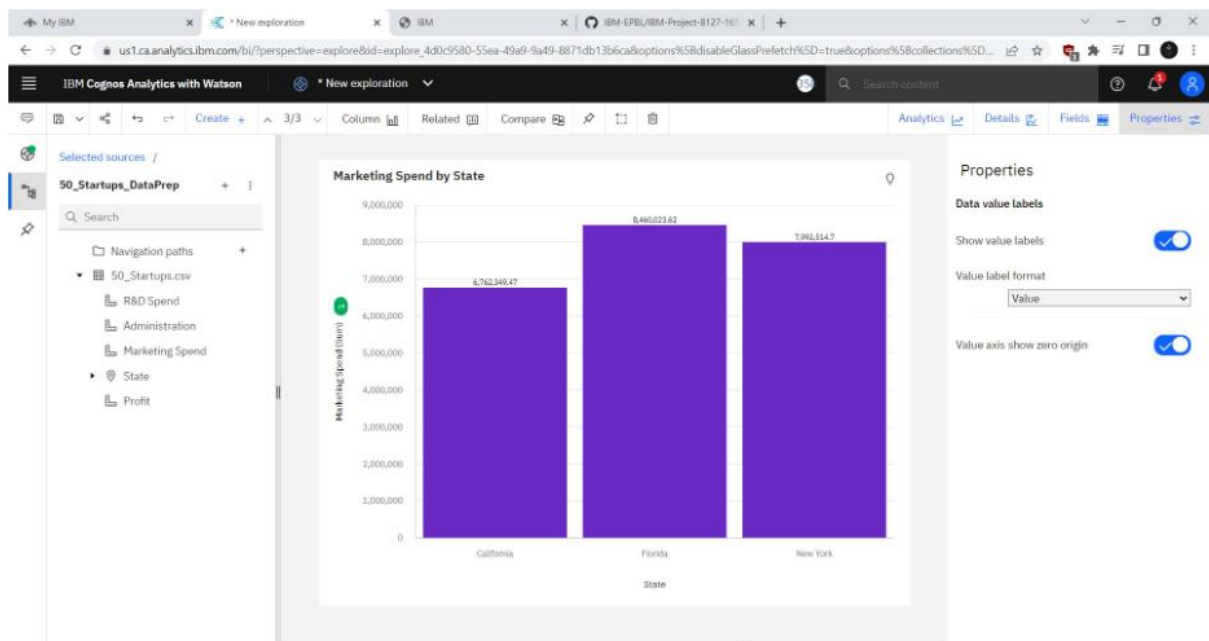 My IBM
* New exploration
IBM
IBM-EPBL/IBM-Project-8127-165
us1.ca.analytics.ibm.com/bi/?perspective=explore&id=explore_4d0c9580-55ea-49a9-9a49-8871db13b6ca&options%5BdisableGlassPrefetch%5D=true&options%5Bcollections%5D...
IBM Cognos Analytics with Watson
* New exploration
Search content
Create +
3/3
Column
Related
Compare
Analytics
Details
Fields
Properties
Selected sources /
50_Startups_DataPrep
Search
Navigation paths
50_Startups.csv
R&D Spend
Administration
Marketing Spend
State
Profit
Marketing Spend by State
9,000,000
8,000,000
7,000,000
6,000,000
5,000,000
4,000,000
3,000,000
2,000,000
1,000,000
0
Marketing Spend (Sum)
6,762,349.47
8,460,023.62
7,992,514.7
California
Florida
New York
State
Properties
Data value labels
Show value labels
Value label format
Value
Value axis show zero origin